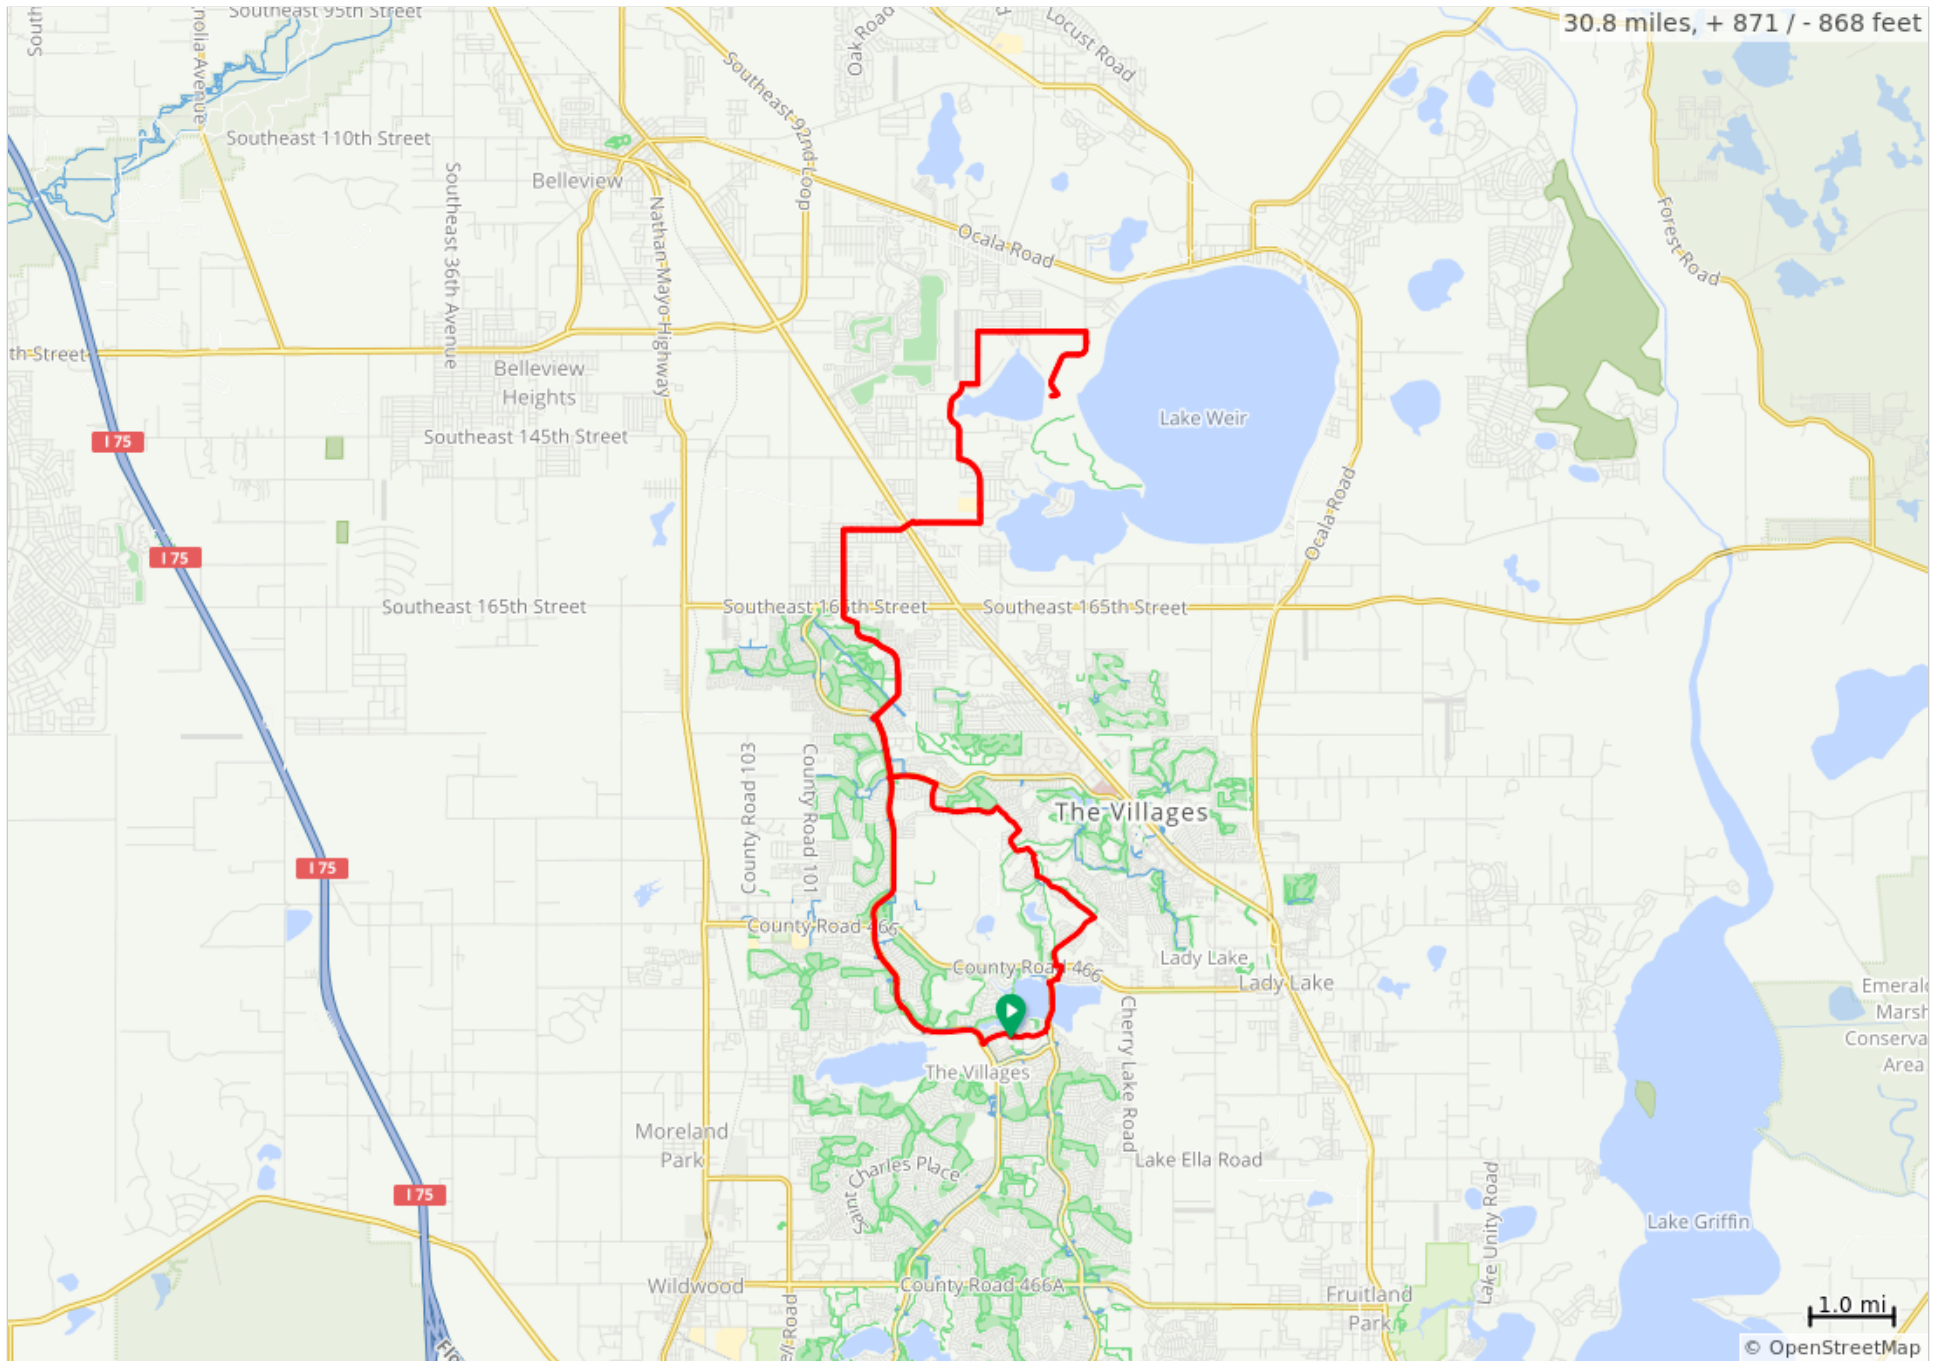 Southeast 95th Street
30.8 miles, + 871 / - 868 feet
Oak Road
Locust Road
Southeast 92nd Loop
Southeast 110th Street
Belleview
Southeast 36th Avenue
Nathan Mayo Highway
Ocala Road
Forest Road
th Street
Belleview
Heights
Southeast 145th Street
Lake Weir
I 75
I 75
Ocala Road
Southeast 165th Street
Southeast 165th Street
Southeast 165th Street
County Road 103
County Road 101
The Villages
I 75
County Road 466
County Road 466
Lady Lake
Lady Lake
Cherry Lake Road
The Villages
Moreland
Park
Saint Charles Place
Lake Ella Road
I 75
Lake Unity Road
Lake Griffin
Wildwood
County Road 466A
Fruitland
Park
1.0 mi
© OpenStreetMap